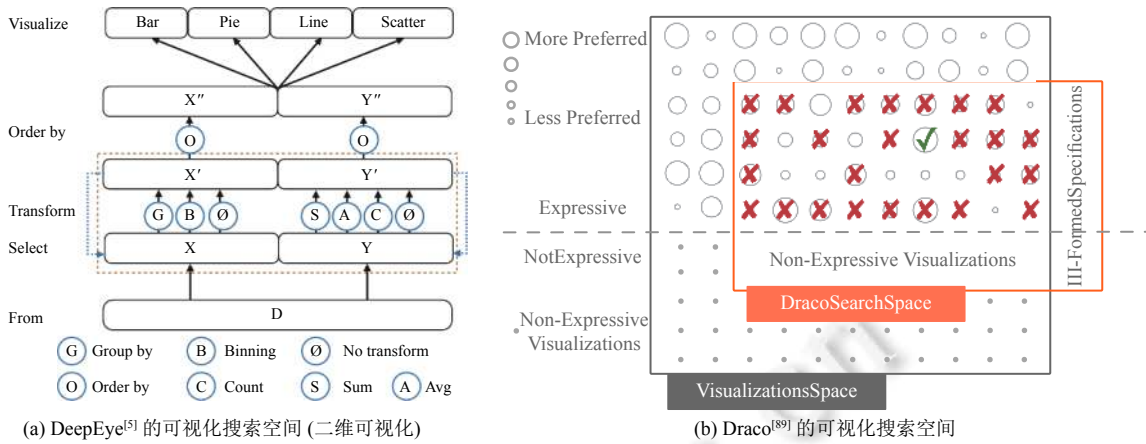 Visualize
Bar
Pie
Line
Scatter
X″
Y″
Order by
O
O
X′
Y′
Transform
G
B
Ø
S
A
C
Ø
Select
X
Y
From
D
G Group by
B Binning
Ø No transform
O Order by
C Count
S Sum
A Avg
(a) DeepEye[5] 的可视化搜索空间 (二维可视化)
More Preferred
Less Preferred
Expressive
NotExpressive
Non-Expressive Visualizations
III-FormedSpecifications
DracoSearchSpace
Non-Expressive
Visualizations
VisualizationsSpace
(b) Draco[89] 的可视化搜索空间